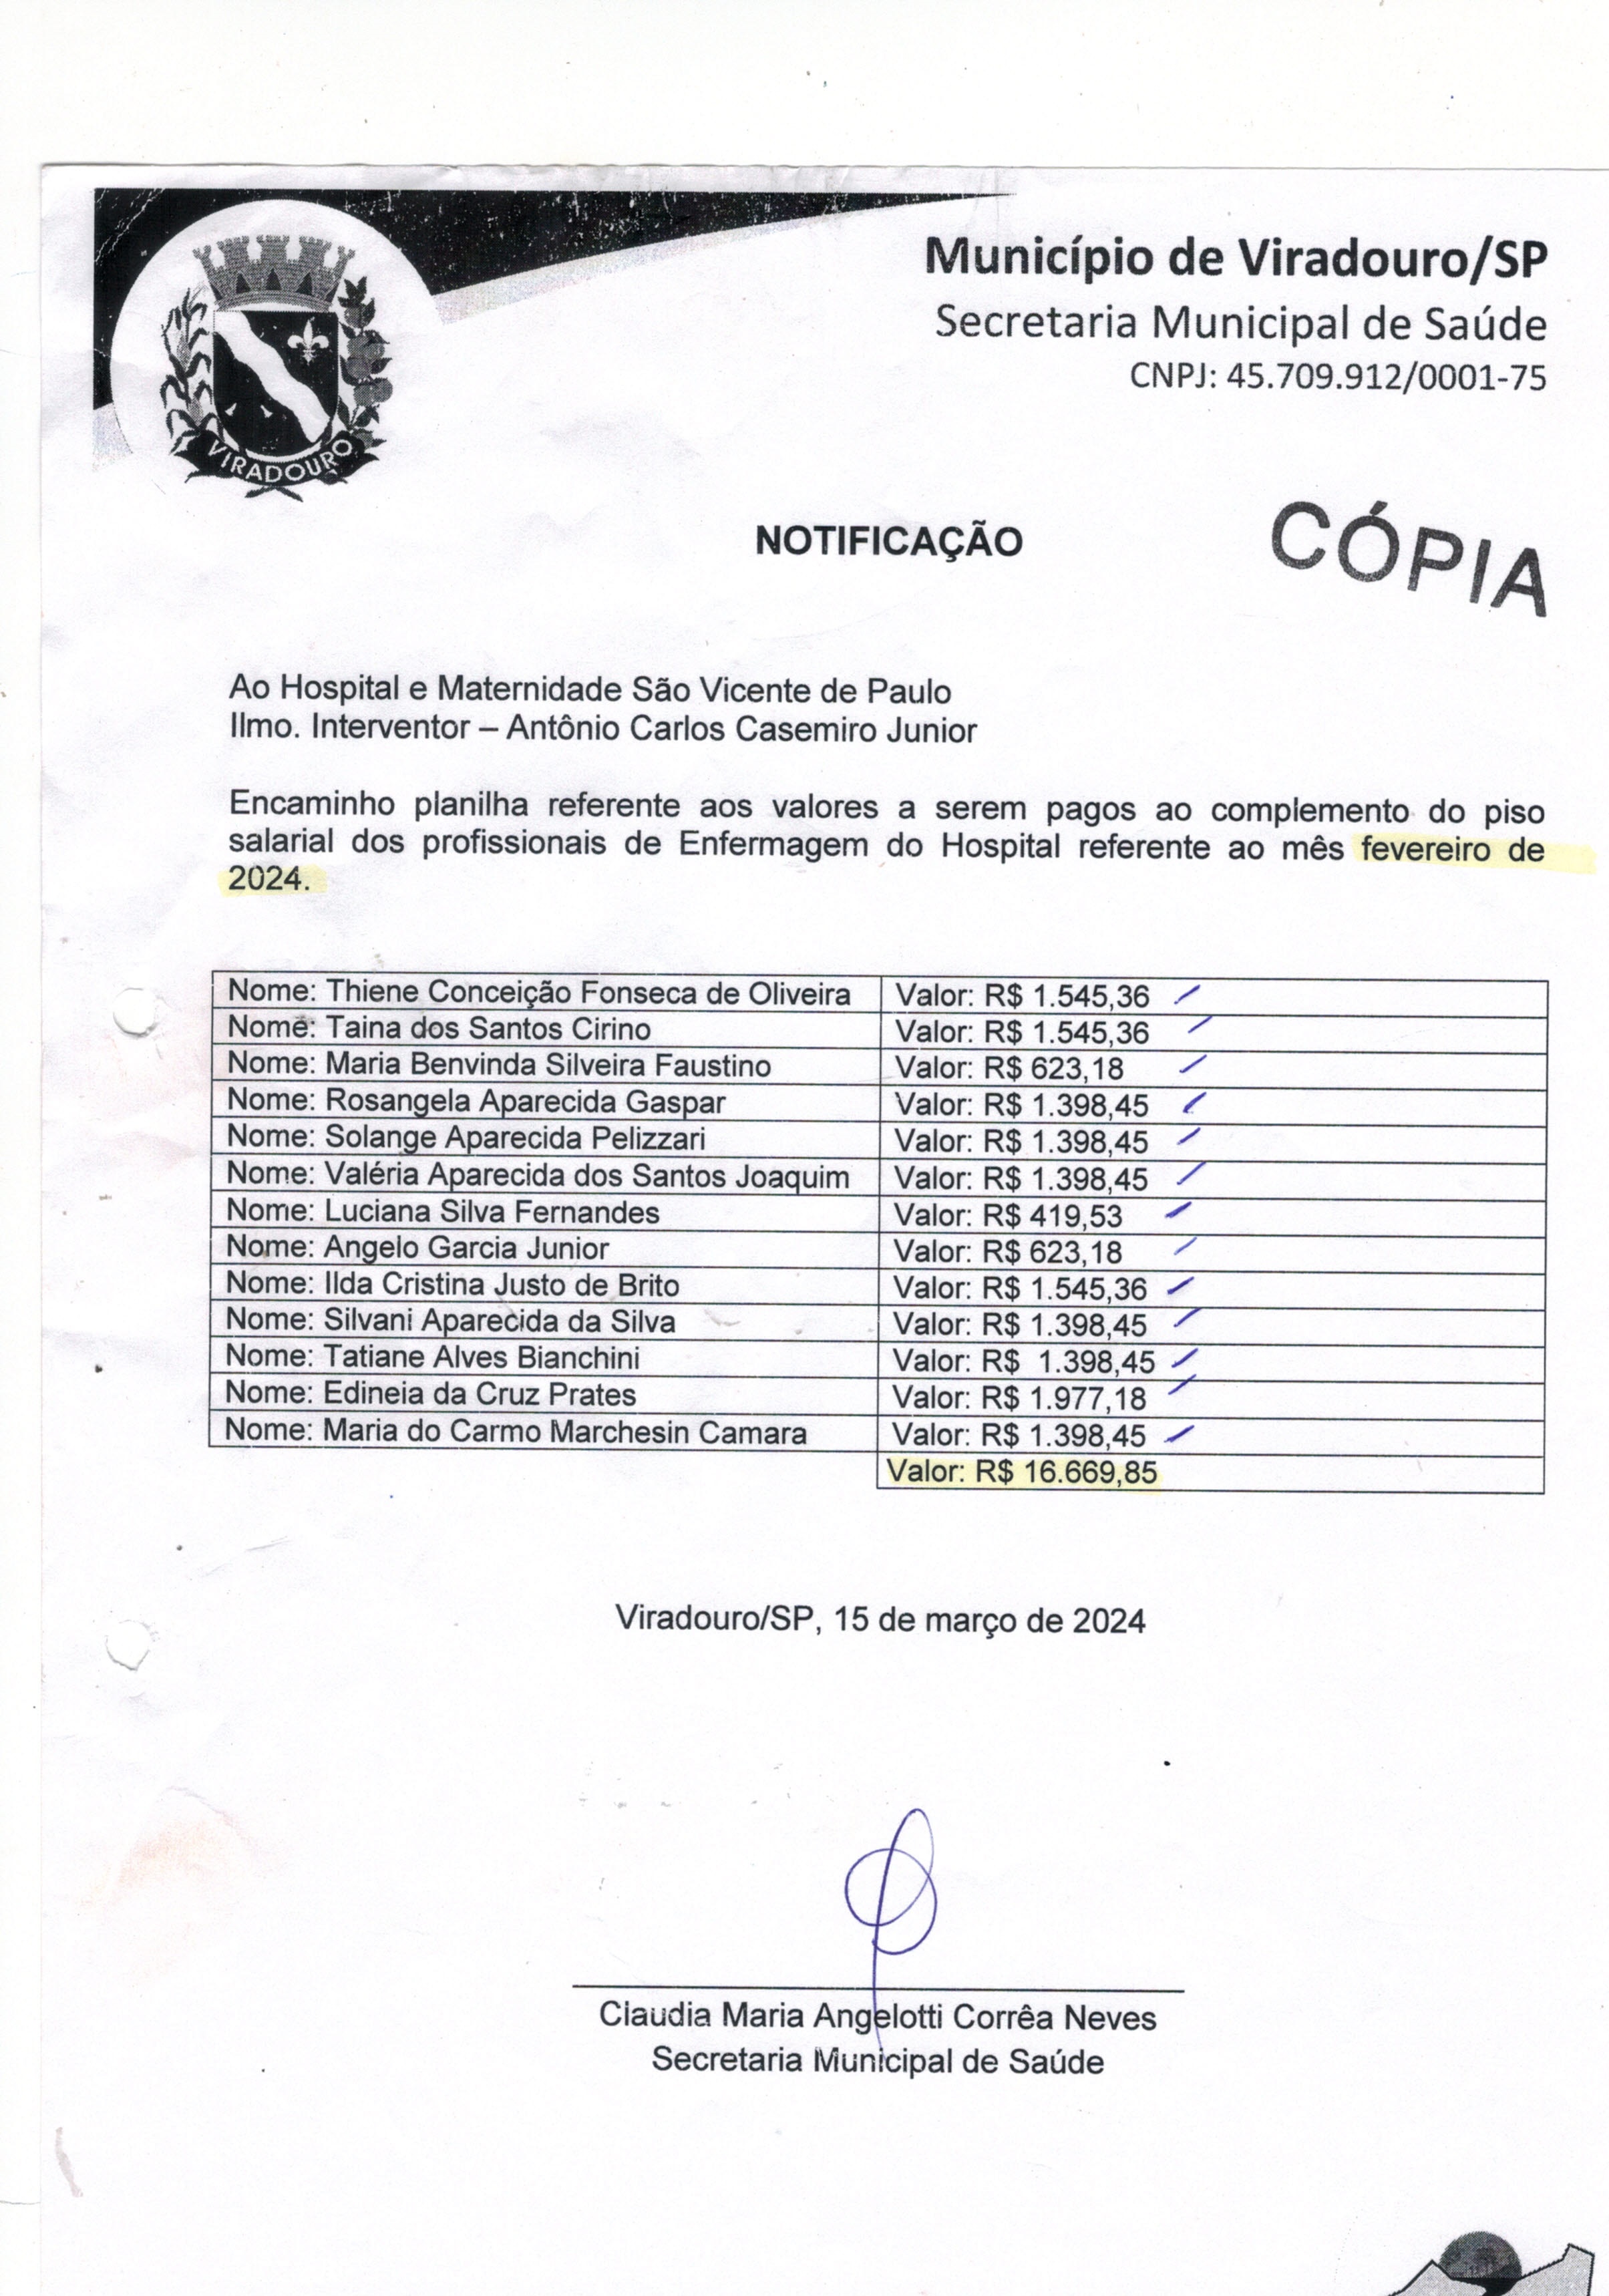 VIRADOURO
Município de Viradouro/SP
Secretaria Municipal de Saúde
CNPJ: 45.709.912/0001-75
NOTIFICAÇÃO
CÓPIA
Ao Hospital e Maternidade São Vicente de Paulo
Ilmo. Interventor – Antônio Carlos Casemiro Junior
Encaminho planilha referente aos valores a serem pagos ao complemento do piso
salarial dos profissionais de Enfermagem do Hospital referente ao mês fevereiro de
2024.
Nome: Thiene Conceição Fonseca de Oliveira Valor: R$ 1.545,36
Nome: Taina dos Santos Cirino Valor: R$ 1.545,36
Nome: Maria Benvinda Silveira Faustino Valor: R$ 623,18
Nome: Rosangela Aparecida Gaspar Valor: R$ 1.398,45
Nome: Solange Aparecida Pelizzari Valor: R$ 1.398,45
Nome: Valéria Aparecida dos Santos Joaquim Valor: R$ 1.398,45
Nome: Luciana Silva Fernandes Valor: R$ 419,53
Nome: Angelo Garcia Junior Valor: R$ 623,18
Nome: Ilda Cristina Justo de Brito Valor: R$ 1.545,36
Nome: Silvani Aparecida da Silva Valor: R$ 1.398,45
Nome: Tatiane Alves Bianchini Valor: R$ 1.398,45
Nome: Edineia da Cruz Prates Valor: R$ 1.977,18
Nome: Maria do Carmo Marchesin Camara Valor: R$ 1.398,45
Valor: R$ 16.669,85
Viradouro/SP, 15 de março de 2024
Claudia Maria Angelotti Corrêa Neves
Secretaria Municipal de Saúde